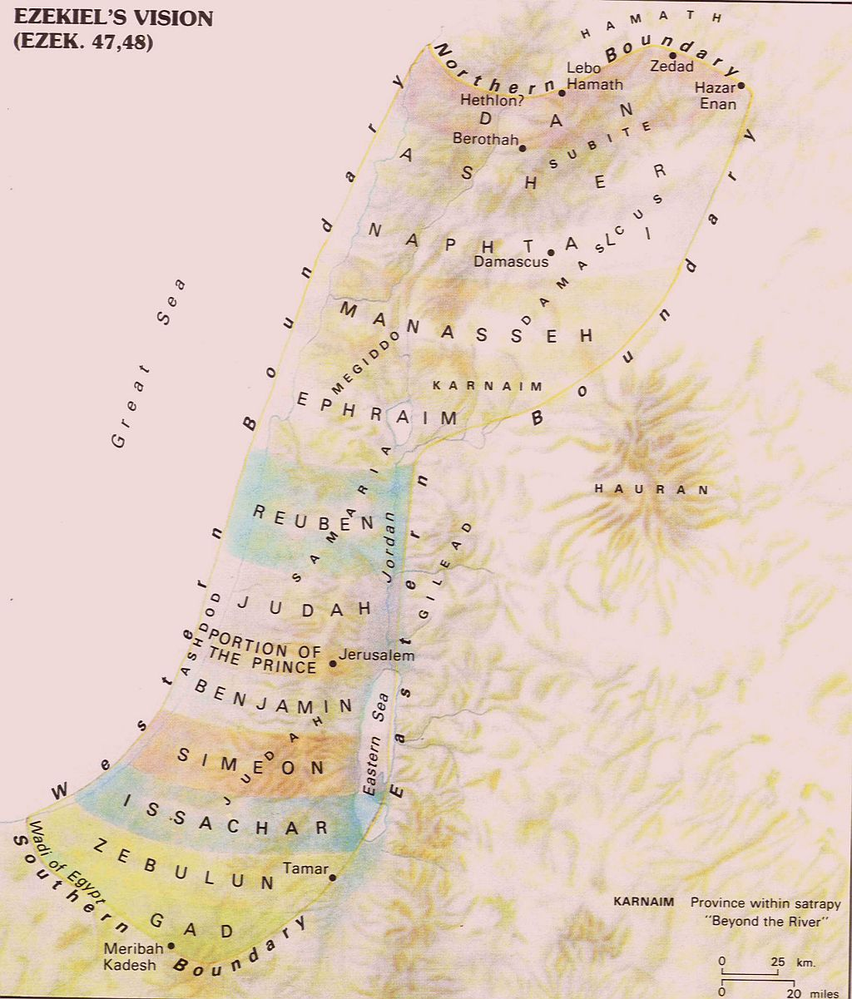 EZEKIEL'S VISION
(EZEK. 47,48)
HAMATH
Northern Boundary
Lebo
Hamath
Zedad
Hazar
Enan
Hethlon?
DAN
Berothah
SUBITE
ASHER
NAPHTALI
Damascus
DAMASCUS
MANASSEH
MEGIDDO
KARNAIM
EPHRAIM
Great Sea
Western Boundary
Eastern Boundary
HAURAN
REUBEN
SAMARIA
Jordan
GILEAD
JUDAH
ASHDOD
PORTION OF
THE PRINCE
Jerusalem
BENJAMIN
Eastern Sea
JUDAH
SIMEON
ISSACHAR
ZEBULUN
Tamar
Wadi of Egypt
GAD
Southern Boundary
Meribah
Kadesh
KARNAIM Province within satrapy
"Beyond the River"
0 25 km.
0 20 miles